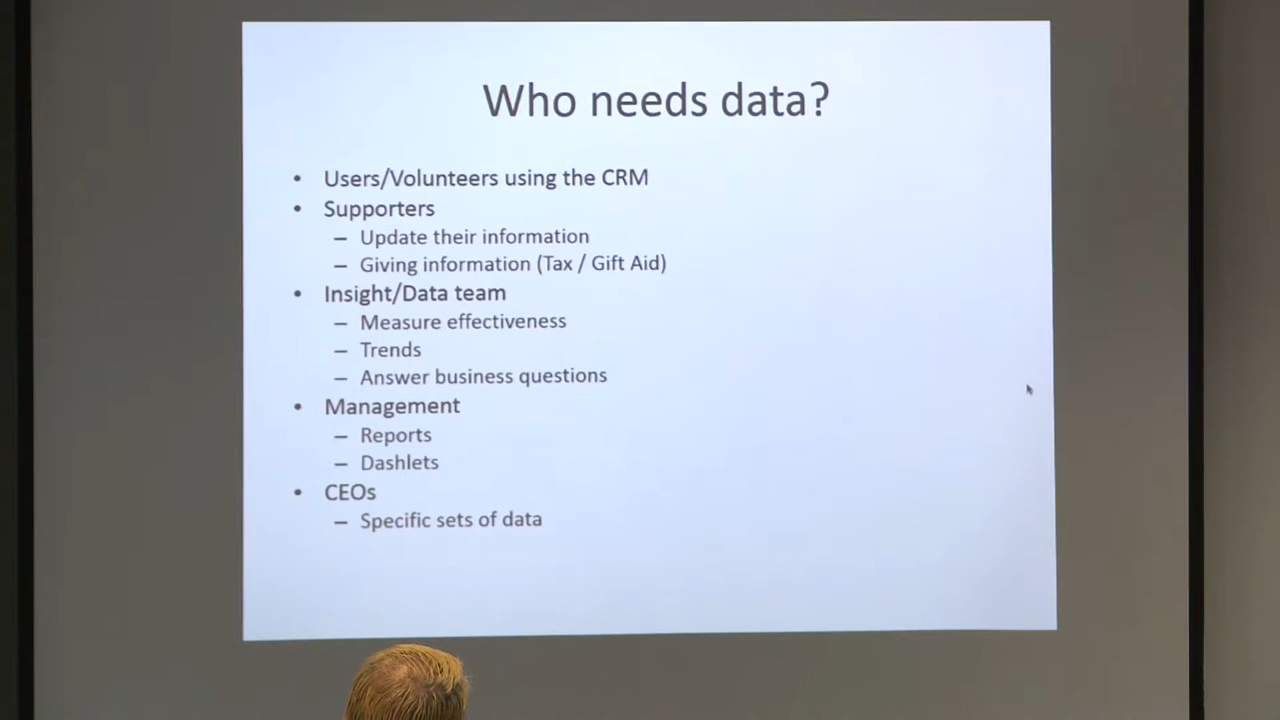 Who needs data?
• Users/Volunteers using the CRM
• Supporters
– Update their information
– Giving information (Tax / Gift Aid)
• Insight/Data team
– Measure effectiveness
– Trends
– Answer business questions
• Management
– Reports
– Dashlets
• CEOs
– Specific sets of data